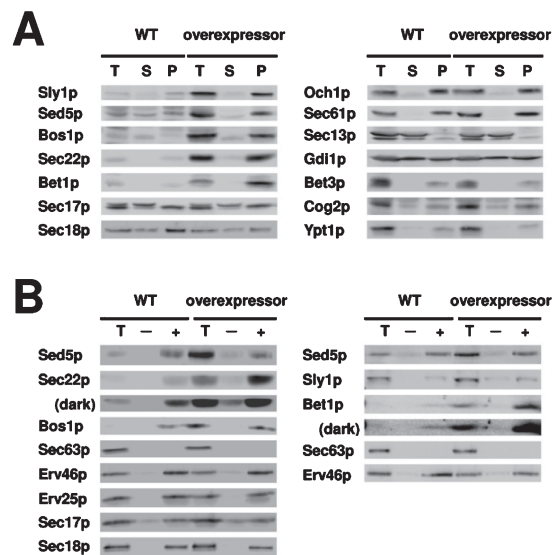 A
WT overexpressor
T S P T S P
Sly1p
Sed5p
Bos1p
Sec22p
Bet1p
Sec17p
Sec18p
WT overexpressor
T S P T S P
Och1p
Sec61p
Sec13p
Gdi1p
Bet3p
Cog2p
Ypt1p
B
WT overexpressor
T – + T – +
Sed5p
Sec22p
(dark)
Bos1p
Sec63p
Erv46p
Erv25p
Sec17p
Sec18p
WT overexpressor
T – + T – +
Sed5p
Sly1p
Bet1p
(dark)
Sec63p
Erv46p